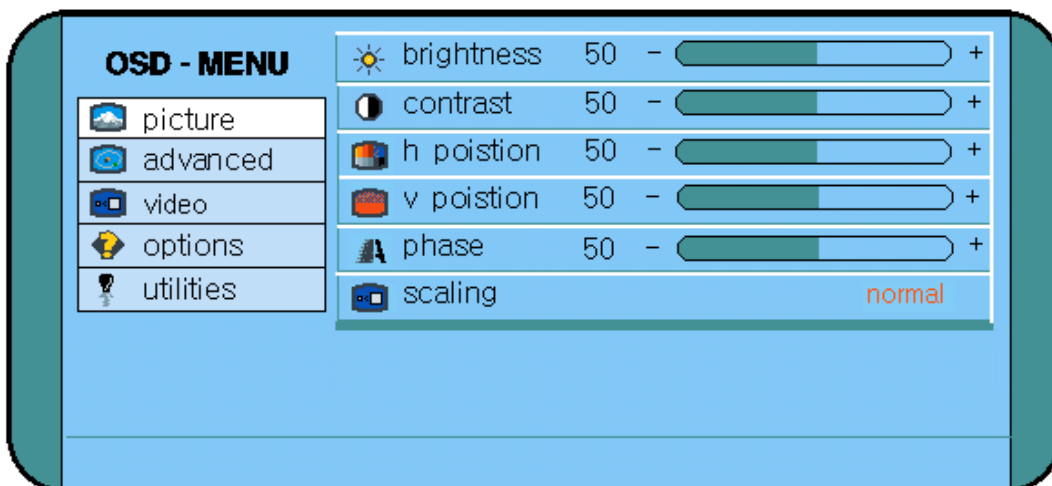 OSD - MENU
picture
advanced
video
options
utilities
brightness 50 - +
contrast 50 - +
h poistion 50 - +
v poistion 50 - +
phase 50 - +
scaling normal